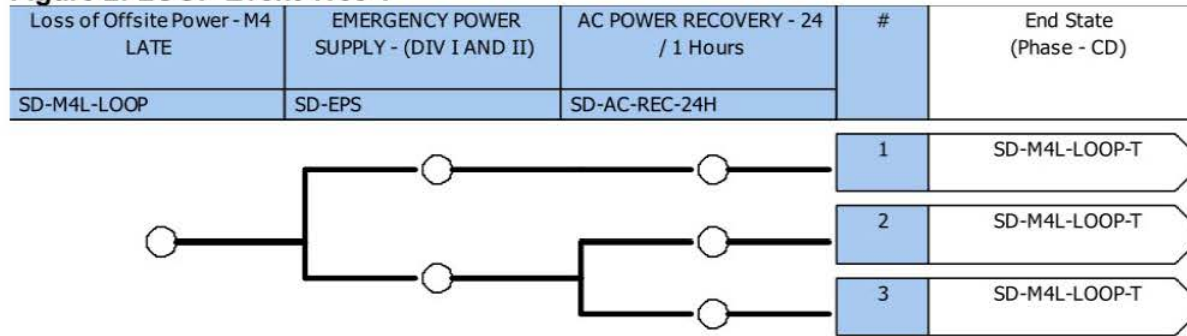 Loss of Offsite Power - M4
LATE
EMERGENCY POWER
SUPPLY - (DIV I AND II)
AC POWER RECOVERY - 24
/ 1 Hours
#
End State
(Phase - CD)
SD-M4L-LOOP
SD-EPS
SD-AC-REC-24H
1
SD-M4L-LOOP-T
2
SD-M4L-LOOP-T
3
SD-M4L-LOOP-T